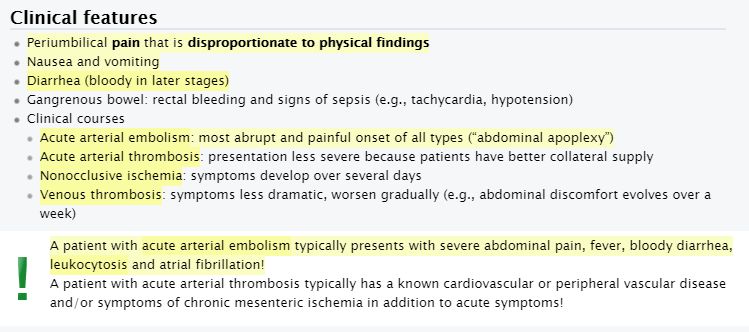 Clinical features
Periumbilical pain that is disproportionate to physical findings
Nausea and vomiting
Diarrhea (bloody in later stages)
Gangrenous bowel: rectal bleeding and signs of sepsis (e.g., tachycardia, hypotension)
Clinical courses
Acute arterial embolism: most abrupt and painful onset of all types (“abdominal apoplexy”)
Acute arterial thrombosis: presentation less severe because patients have better collateral supply
Nonocclusive ischemia: symptoms develop over several days
Venous thrombosis: symptoms less dramatic, worsen gradually (e.g., abdominal discomfort evolves over a
week)
A patient with acute arterial embolism typically presents with severe abdominal pain, fever, bloody diarrhea,
leukocytosis and atrial fibrillation!
A patient with acute arterial thrombosis typically has a known cardiovascular or peripheral vascular disease
and/or symptoms of chronic mesenteric ischemia in addition to acute symptoms!